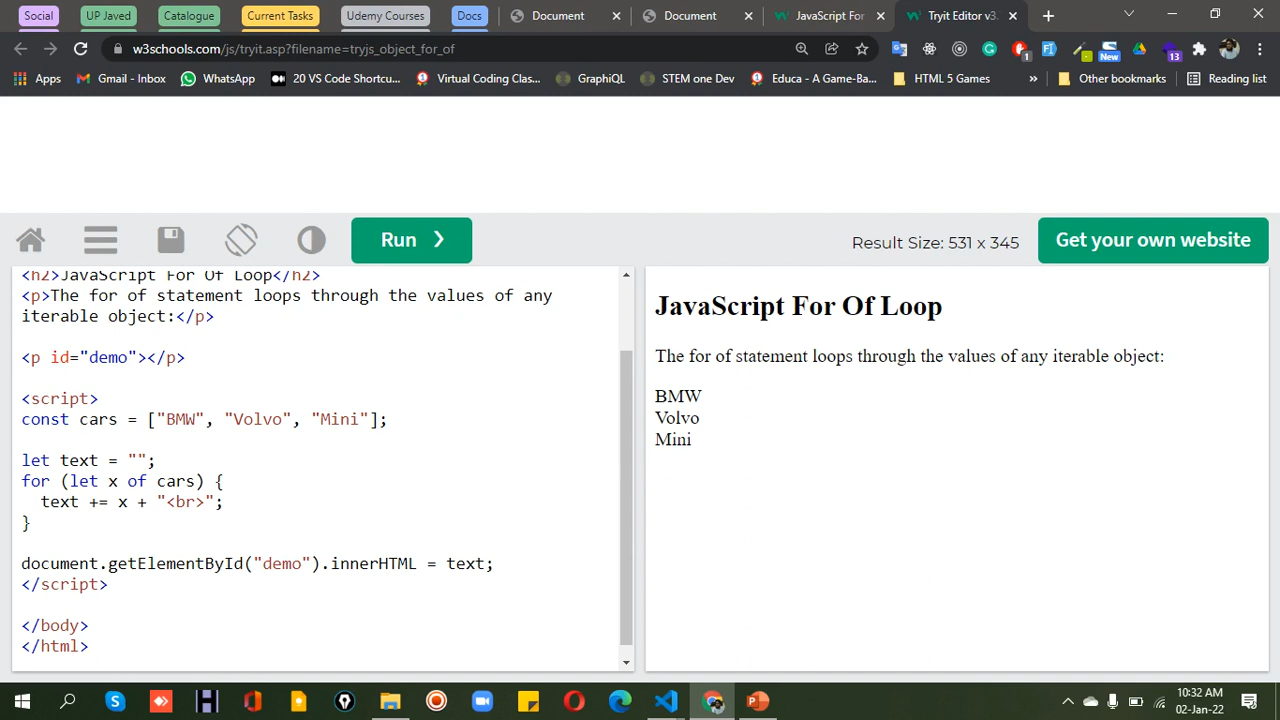 Social
UP Javed
Catalogue
Current Tasks
Udemy Courses
Docs
Document
Document
JavaScript For
Tryit Editor v3.
w3schools.com/js/tryit.asp?filename=tryjs_object_for_of
1
New
13
Apps
Gmail - Inbox
WhatsApp
20 VS Code Shortcu...
Virtual Coding Clas...
GraphiQL
STEM one Dev
Educa - A Game-Ba...
HTML 5 Games
»
Other bookmarks
Reading list
Run ❯
Result Size: 531 x 345
Get your own website
<h2>JavaScript For Of Loop</h2>
<p>The for of statement loops through the values of any
iterable object:</p>
<p id="demo"></p>
<script>
const cars = ["BMW", "Volvo", "Mini"];
let text = "";
for (let x of cars) {
  text += x + "<br>";
}
document.getElementById("demo").innerHTML = text;
</script>
</body>
</html>
JavaScript For Of Loop
The for of statement loops through the values of any iterable object:
BMW
Volvo
Mini
10:32 AM
02-Jan-22